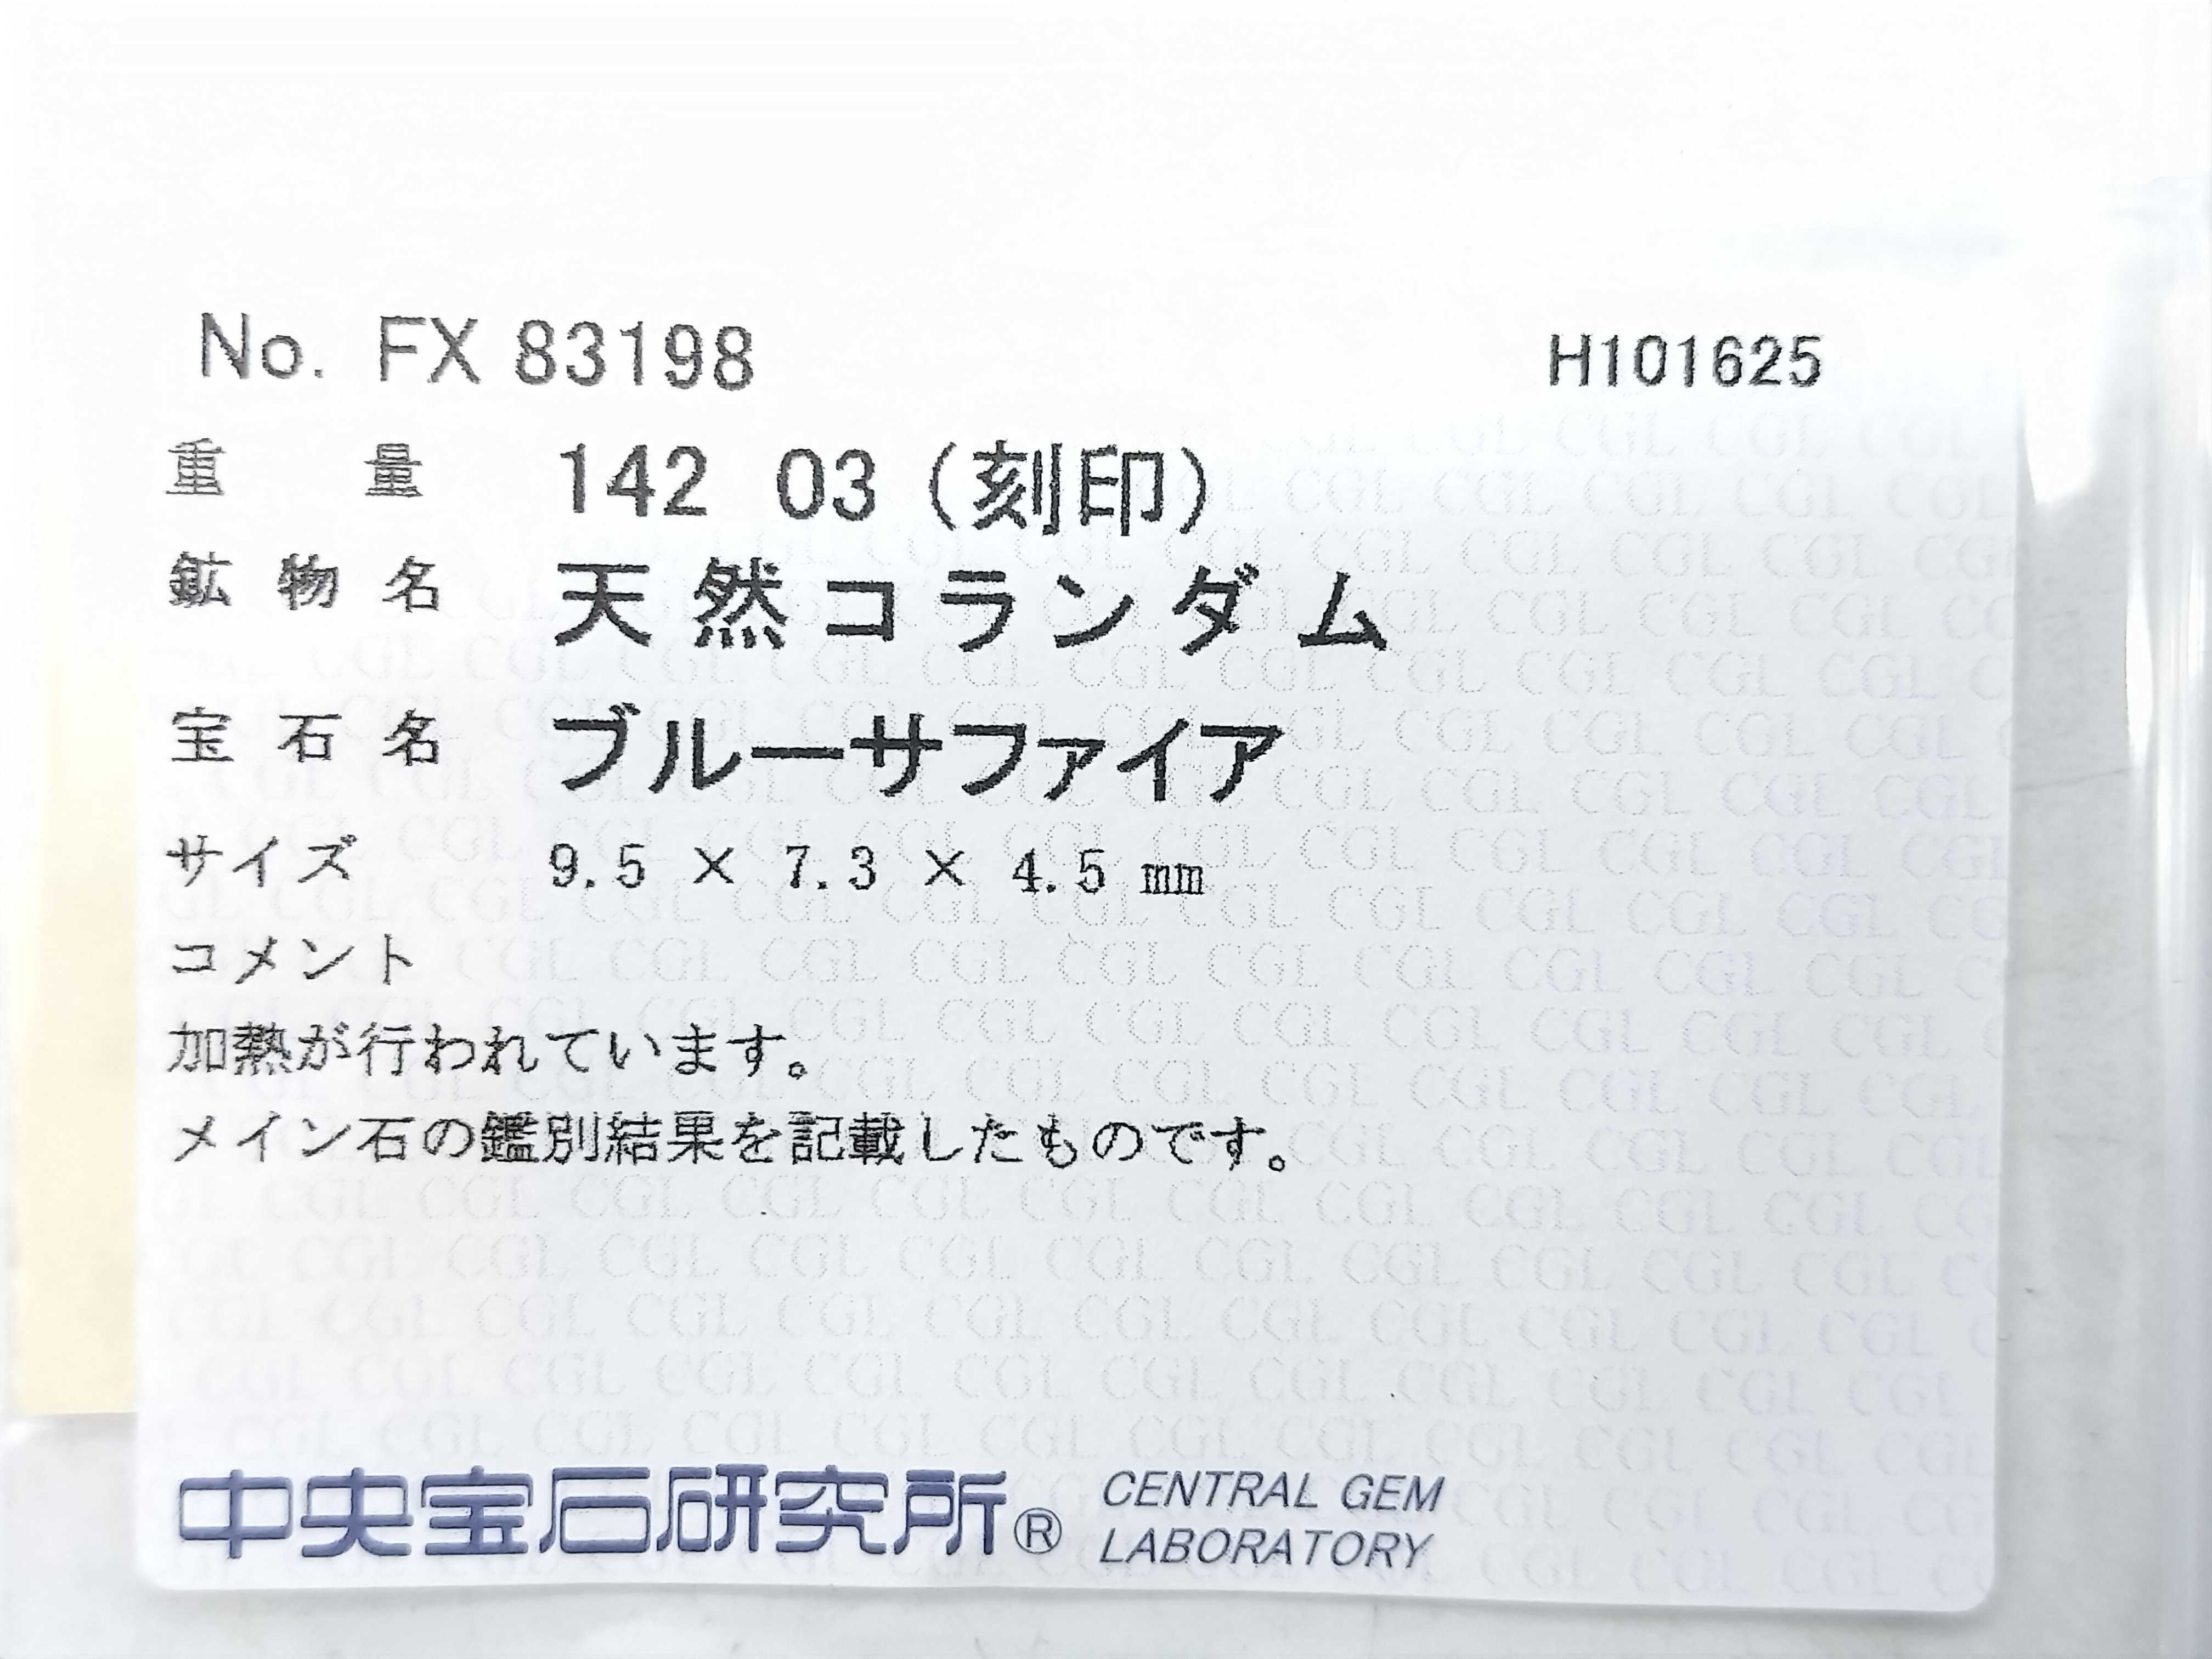 No. FX 83198 H101625
重量 142 03 (刻印)
鉱物名 天然コランダム
宝石名 ブルーサファイア
サイズ 9.5 × 7.3 × 4.5 mm
コメント
加熱が行われています。
メイン石の鑑別結果を記載したものです。
中央宝石研究所® CENTRAL GEM
LABORATORY